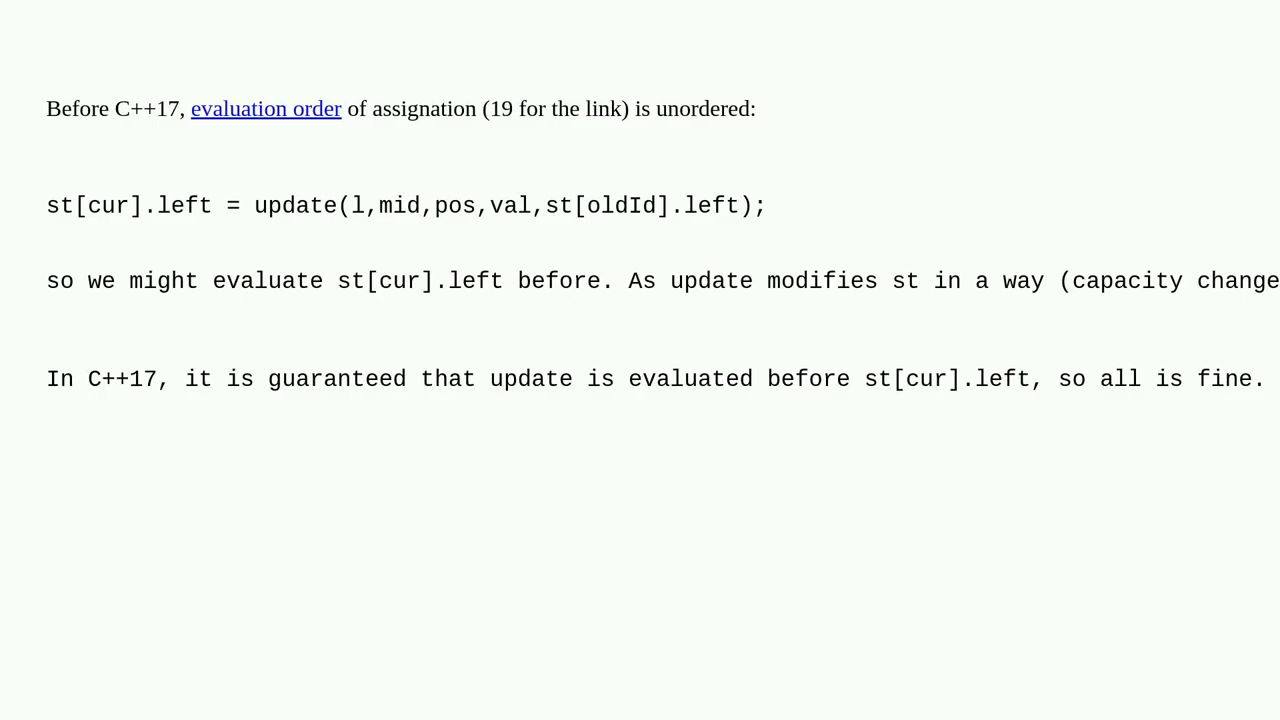 Before C++17, evaluation order of assignation (19 for the link) is unordered:
st[cur].left = update(l,mid,pos,val,st[oldId].left);
so we might evaluate st[cur].left before. As update modifies st in a way (capacity change
In C++17, it is guaranteed that update is evaluated before st[cur].left, so all is fine.